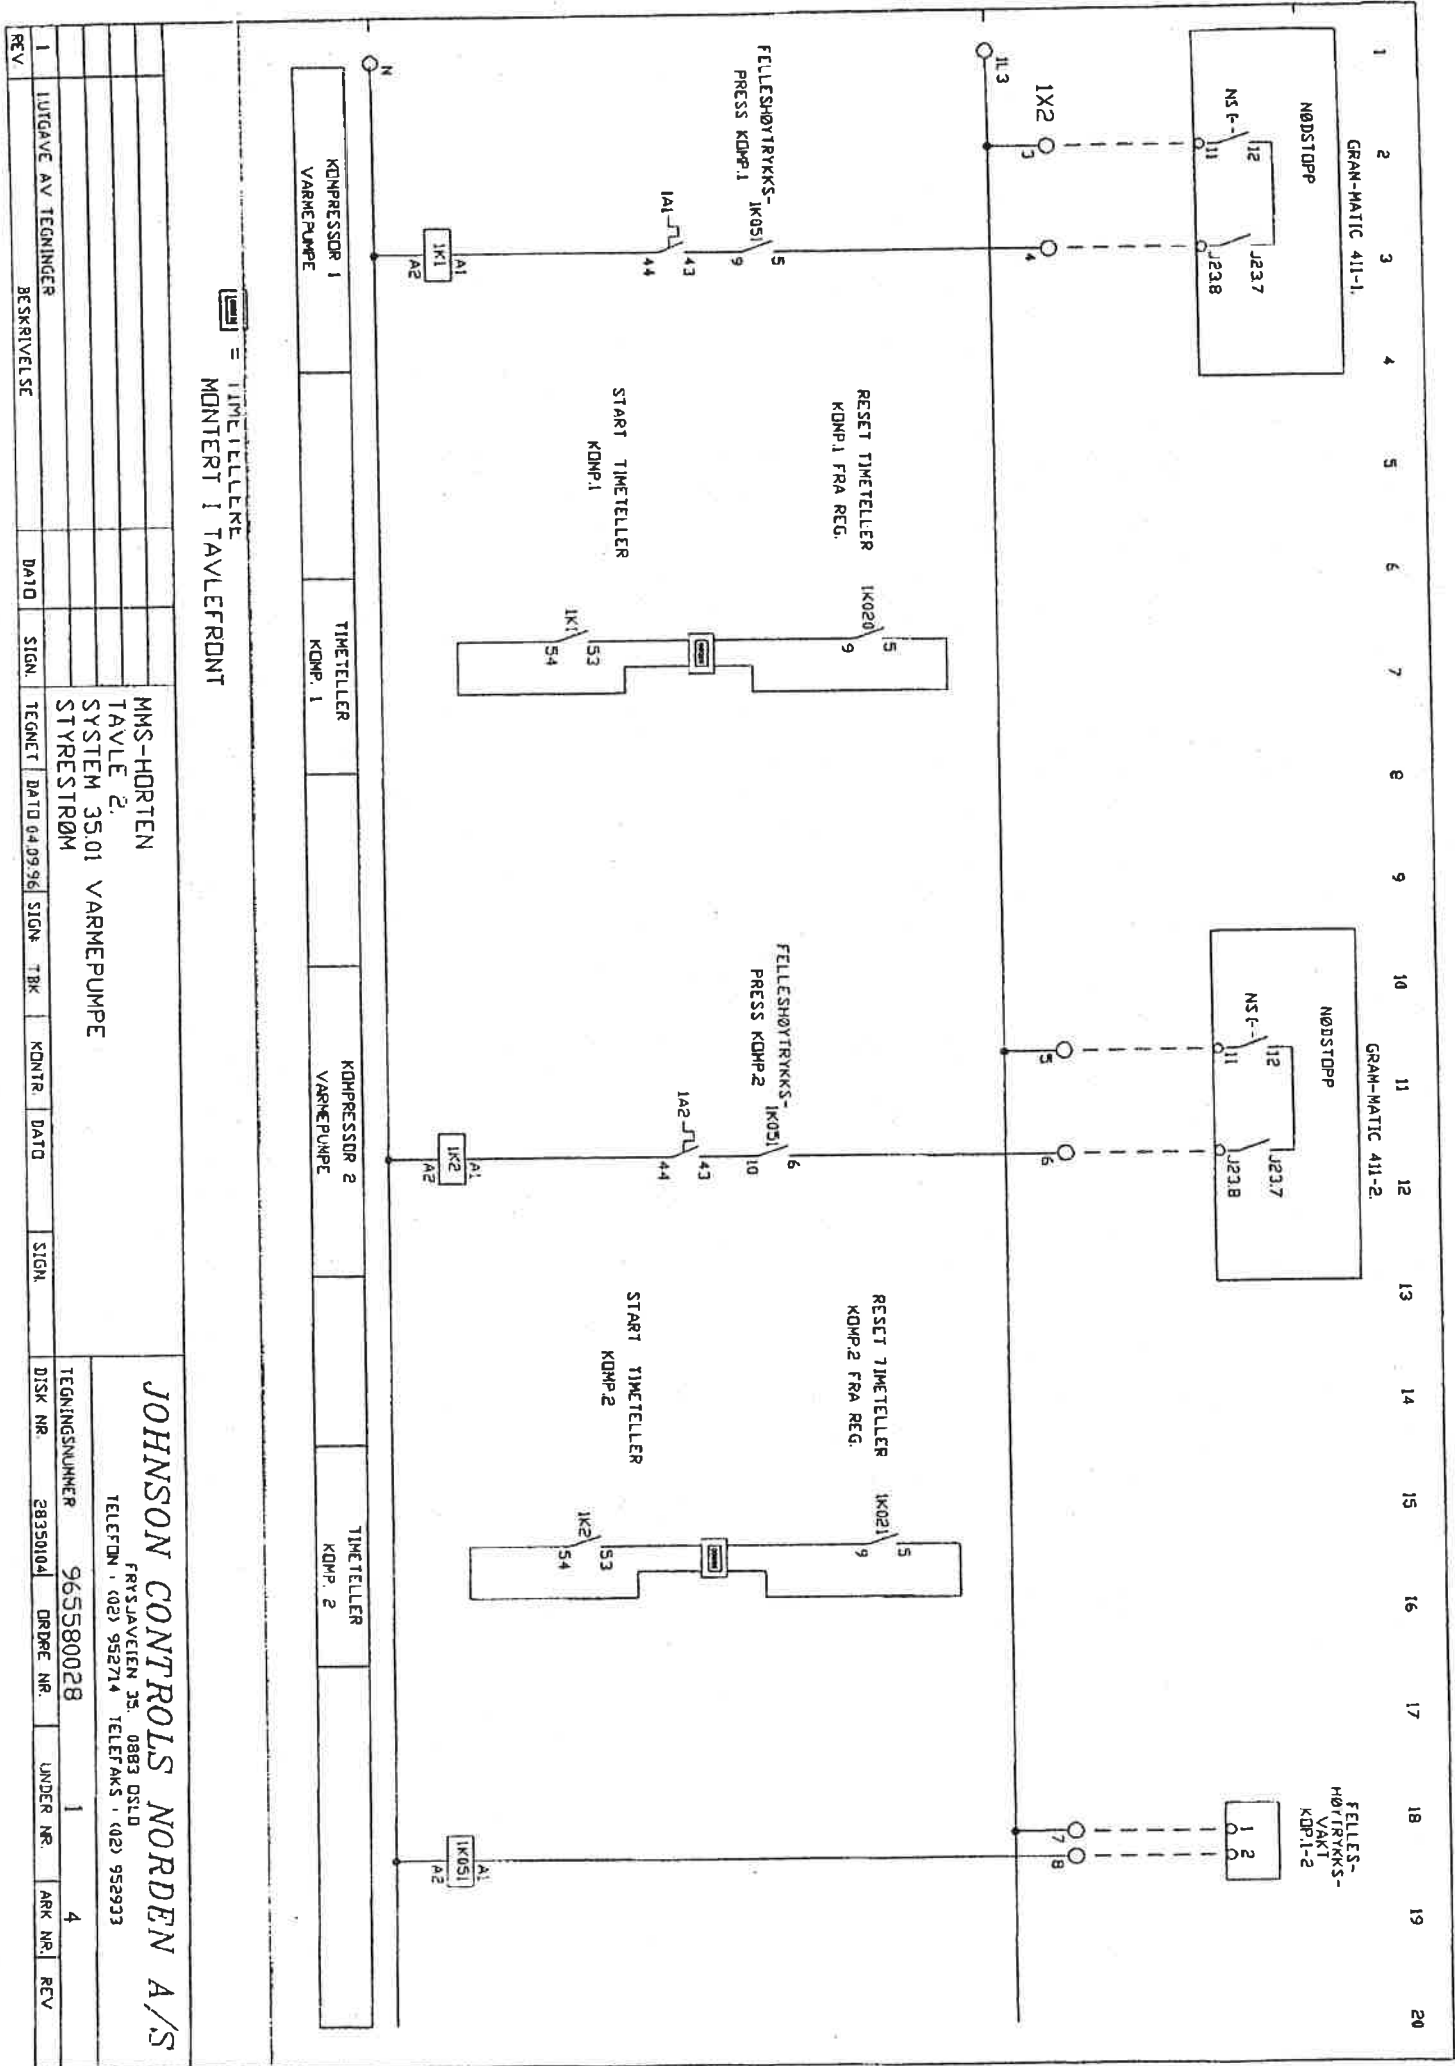 1 2 3 4 5 6 7 8 9 10 11 12 13 14 15 16 17 18 19 20
GRAM-MATIC 411-1.
NØDSTOPP
NS
12
11
J23.7
J23.8
GRAM-MATIC 411-2.
NØDSTOPP
NS
12
11
J23.7
J23.8
FELLES-
HØYTRYKKS-
VAKT
KOP.1-2
1 2
1X2
3
4
5
6
7
8
1L3
FELLESHØYTRYKKS-
PRESS KOMP.1
1K051
5
9
1A1
43
44
1K1
A1
A2
RESET TIMETELLER
KOMP.1 FRA REG.
1K020
5
9
START TIMETELLER
KOMP.1
1K1
53
54
FELLESHØYTRYKKS-
PRESS KOMP.2
1K051
6
10
1A2
43
44
1K2
A1
A2
RESET TIMETELLER
KOMP.2 FRA REG.
1K021
5
9
START TIMETELLER
KOMP.2
1K2
53
54
1K051
A1
A2
N
KOMPRESSOR 1
VARMEPUMPE
TIMETELLER
KOMP. 1
KOMPRESSOR 2
VARMEPUMPE
TIMETELLER
KOMP. 2
= TIMETELLERE
MONTERT I TAVLEFRONT
MMS-HORTEN
TAVLE 2.
SYSTEM 35.01 VARMEPUMPE
STYRESTRØM
JOHNSON CONTROLS NORDEN A/S
FRYSJAVEIEN 35. 0883 OSLO
TELEFON : (02) 952714 TELEFAKS : (02) 952933
TEGNINGSNUMMER 965580028 1 4
1 1.UTGAVE AV TEGNINGER
REV. BESKRIVELSE DATO SIGN. TEGNET DATO 04.09.96 SIGN. TBK KONTR. DATO SIGN. DISK NR. 28350104 ORDRE NR. UNDER NR. ARK NR. REV